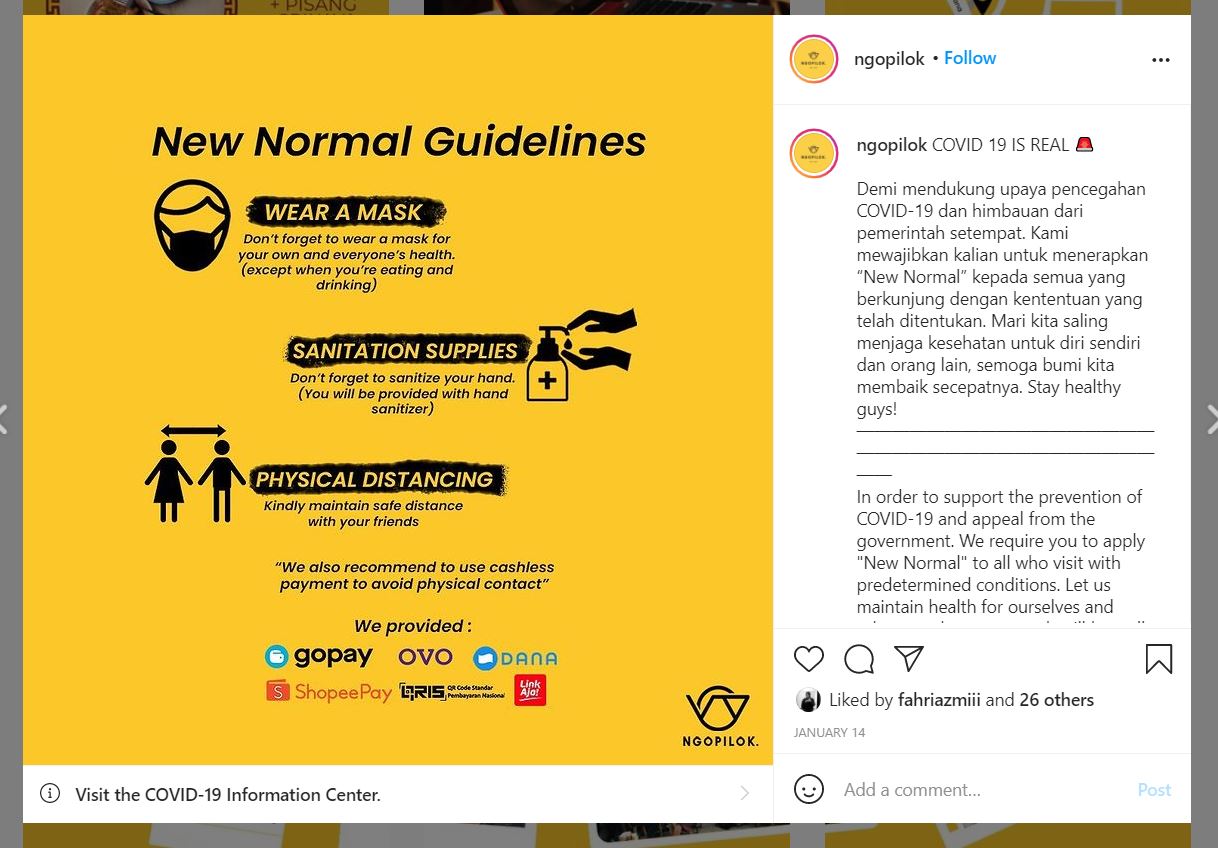 + PISANG
New Normal Guidelines
WEAR A MASK
Don't forget to wear a mask for
your own and everyone's health.
(except when you're eating and
drinking)
SANITATION SUPPLIES
Don't forget to sanitize your hand.
(You will be provided with hand
sanitizer)
PHYSICAL DISTANCING
Kindly maintain safe distance
with your friends
"We also recommend to use cashless
payment to avoid physical contact"
We provided :
gopay OVO DANA
ShopeePay QRIS QR Code Standar
Pembayaran Nasional Link
Aja!
NGOPILOK.
Visit the COVID-19 Information Center.
NGOPILOK.
ngopilok • Follow
NGOPILOK.
ngopilok COVID 19 IS REAL 🚨
Demi mendukung upaya pencegahan
COVID-19 dan himbauan dari
pemerintah setempat. Kami
mewajibkan kalian untuk menerapkan
“New Normal” kepada semua yang
berkunjung dengan kententuan yang
telah ditentukan. Mari kita saling
menjaga kesehatan untuk diri sendiri
dan orang lain, semoga bumi kita
membaik secepatnya. Stay healthy
guys!
In order to support the prevention of
COVID-19 and appeal from the
government. We require you to apply
"New Normal" to all who visit with
predetermined conditions. Let us
maintain health for ourselves and
Liked by fahriazmiii and 26 others
JANUARY 14
Add a comment...
Post